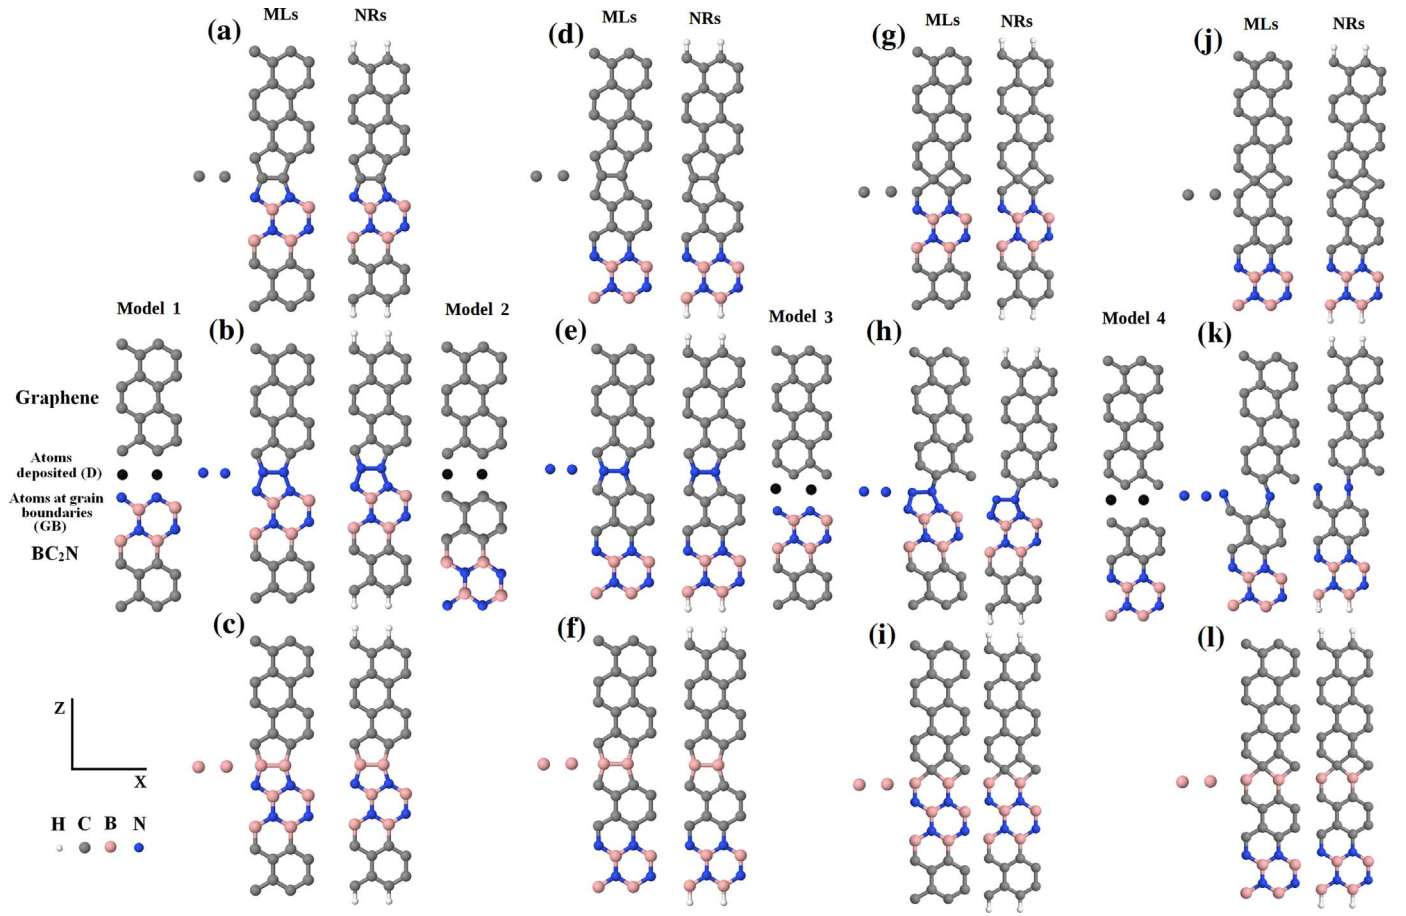 MLs NRs
(a)
MLs NRs
(d)
MLs NRs
(g)
MLs NRs
(j)
Model 1
(b)
Model 2
(e)
Model 3
(h)
Model 4
(k)
Graphene
Atoms
deposited (D)
Atoms at grain
boundaries
(GB)
BC₂N
(c)
(f)
(i)
(l)
Z
X
H C B N